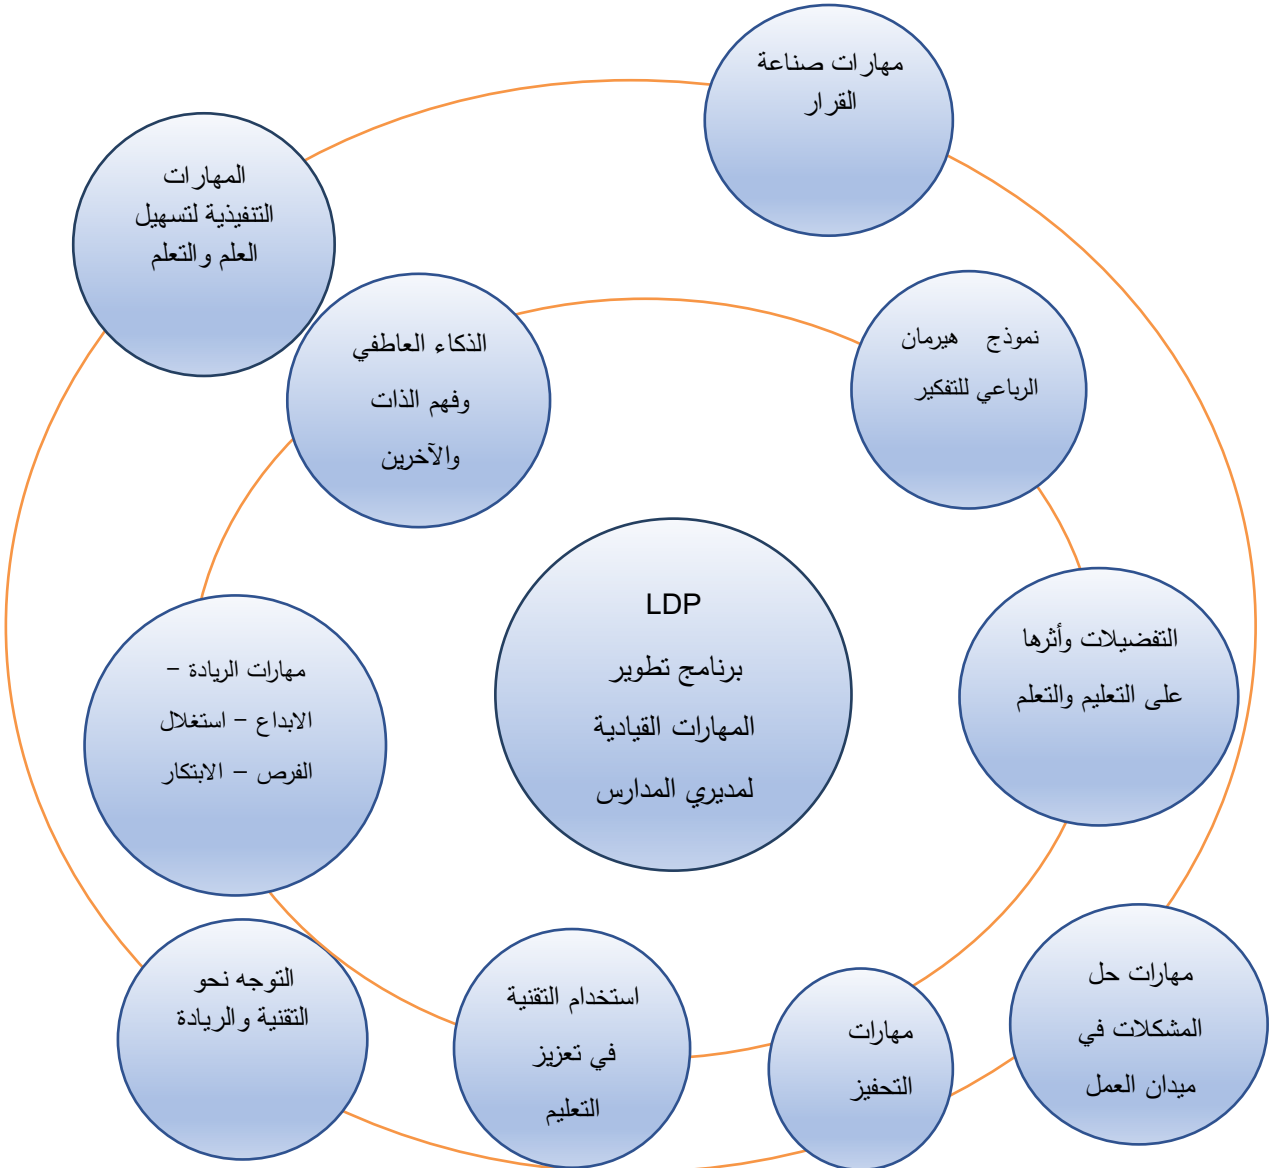 مهارات صناعة
القرار
المهارات
التنفيذية لتسهيل
العلم والتعلم
نموذج هيرمان
الرباعي للتفكير
الذكاء العاطفي
وفهم الذات
والآخرين
LDP
برنامج تطوير
المهارات القيادية
لمديري المدارس
التفضيلات وأثرها
على التعليم والتعلم
مهارات الريادة –
الابداع – استغلال
الفرص – الابتكار
مهارات حل
المشكلات في
ميدان العمل
مهارات
التحفيز
استخدام التقنية
في تعزيز
التعليم
التوجه نحو
التقنية والريادة